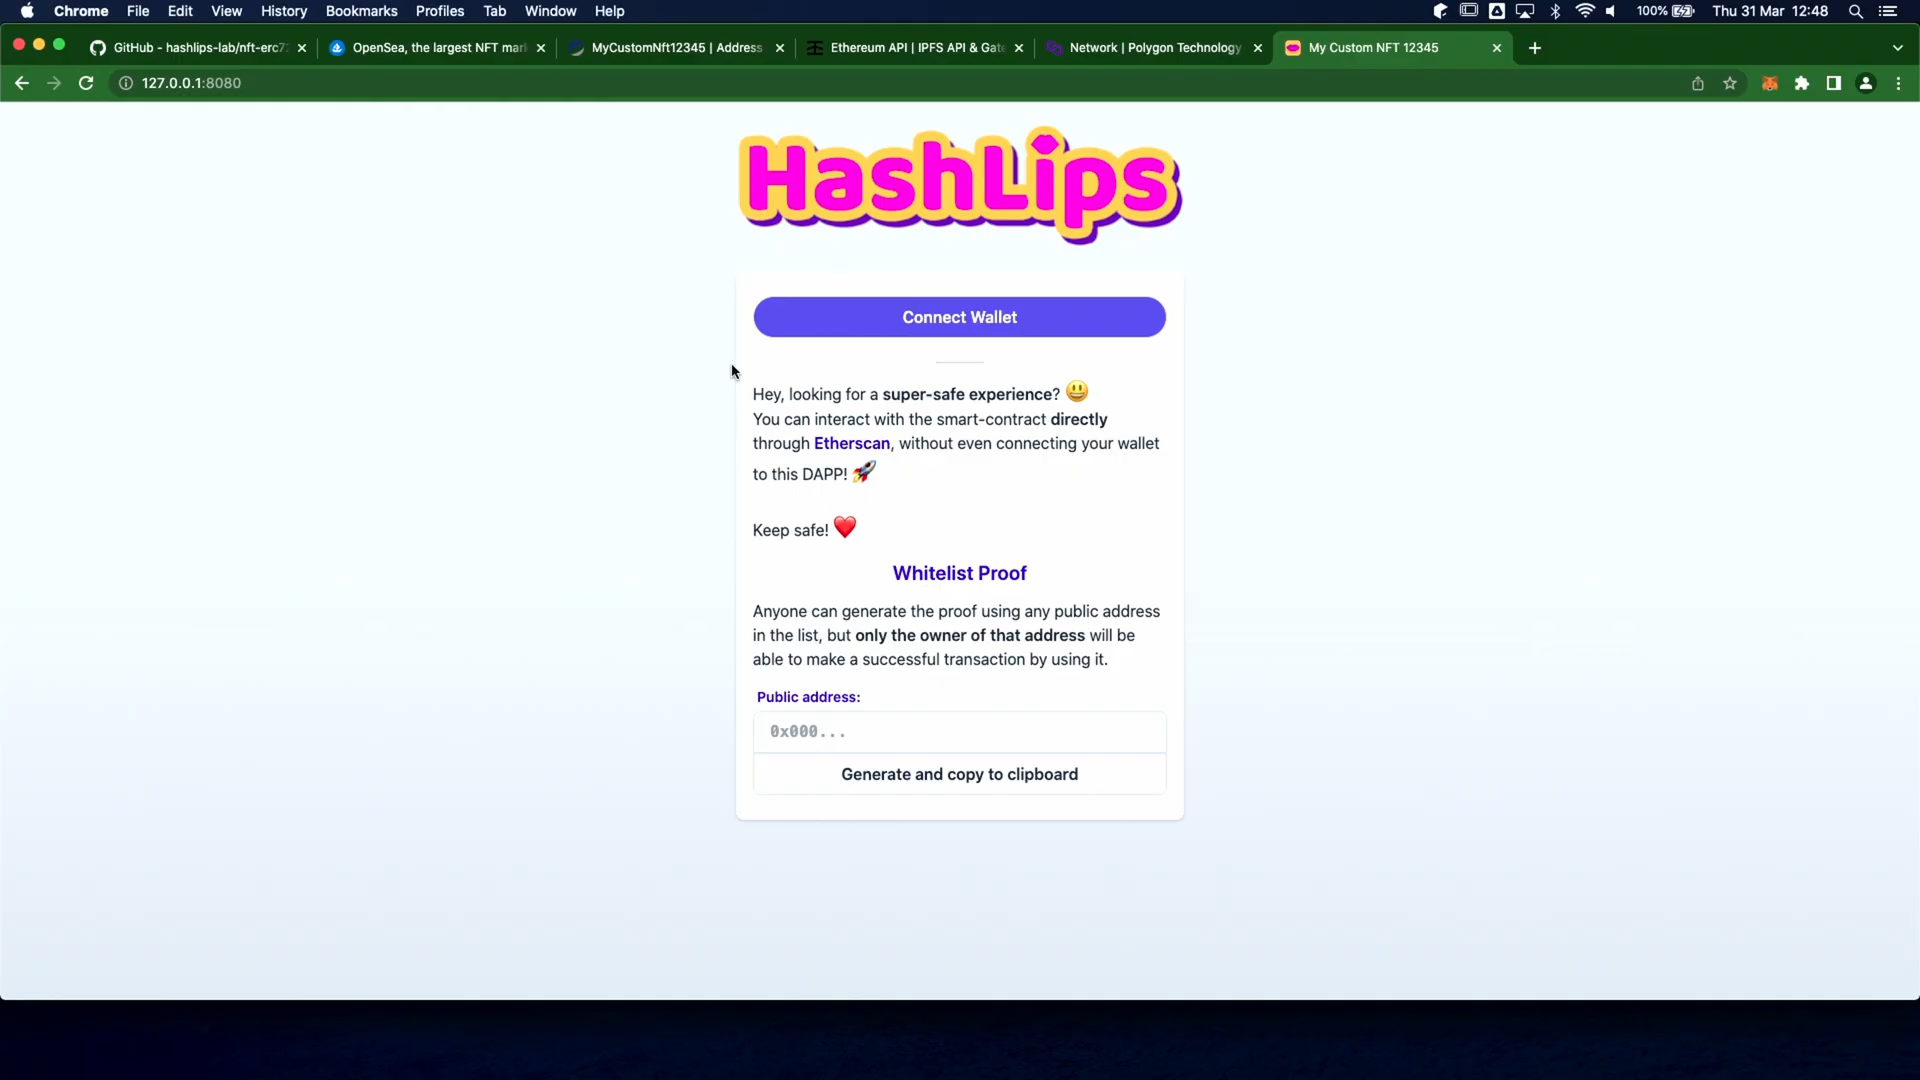 Chrome File Edit View History Bookmarks Profiles Tab Window Help 100% Thu 31 Mar 12:48
GitHub - hashlips-lab/nft-erc7 OpenSea, the largest NFT mar MyCustomNft12345 | Address Ethereum API | IPFS API & Gate Network | Polygon Technology My Custom NFT 12345
127.0.0.1:8080
HashLips
Connect Wallet
Hey, looking for a super-safe experience? 😃
You can interact with the smart-contract directly
through Etherscan, without even connecting your wallet
to this DAPP! 🚀
Keep safe! ❤️
Whitelist Proof
Anyone can generate the proof using any public address
in the list, but only the owner of that address will be
able to make a successful transaction by using it.
Public address:
0x000...
Generate and copy to clipboard